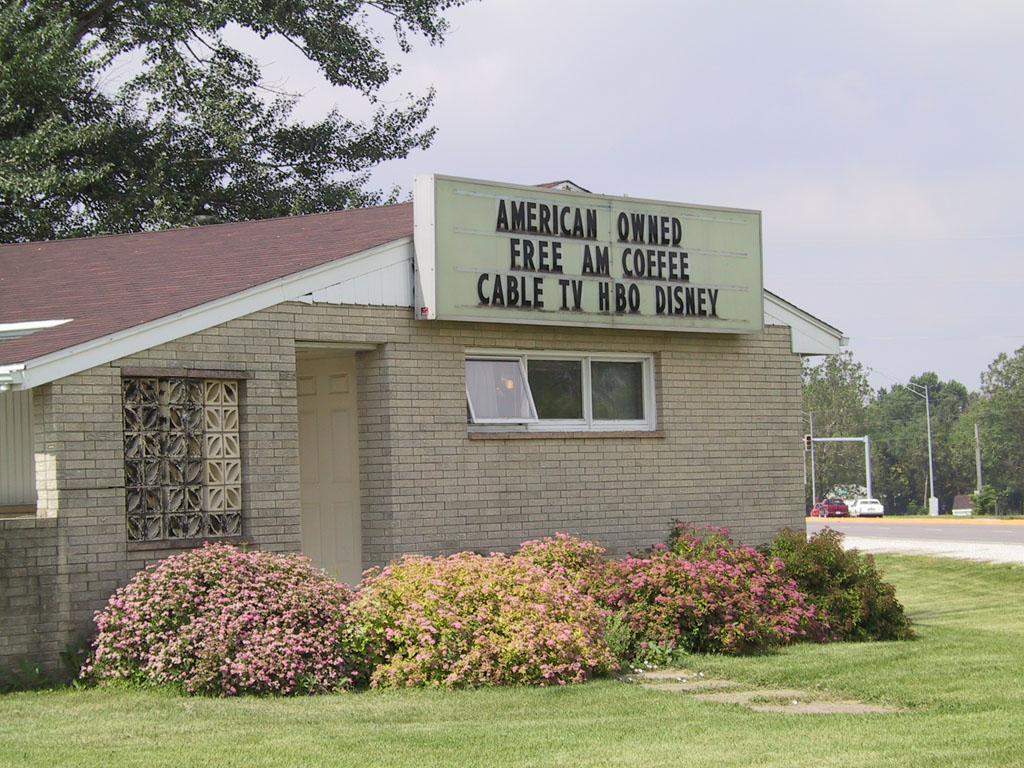 AMERICAN OWNED
FREE AM COFFEE
CABLE TV HBO DISNEY